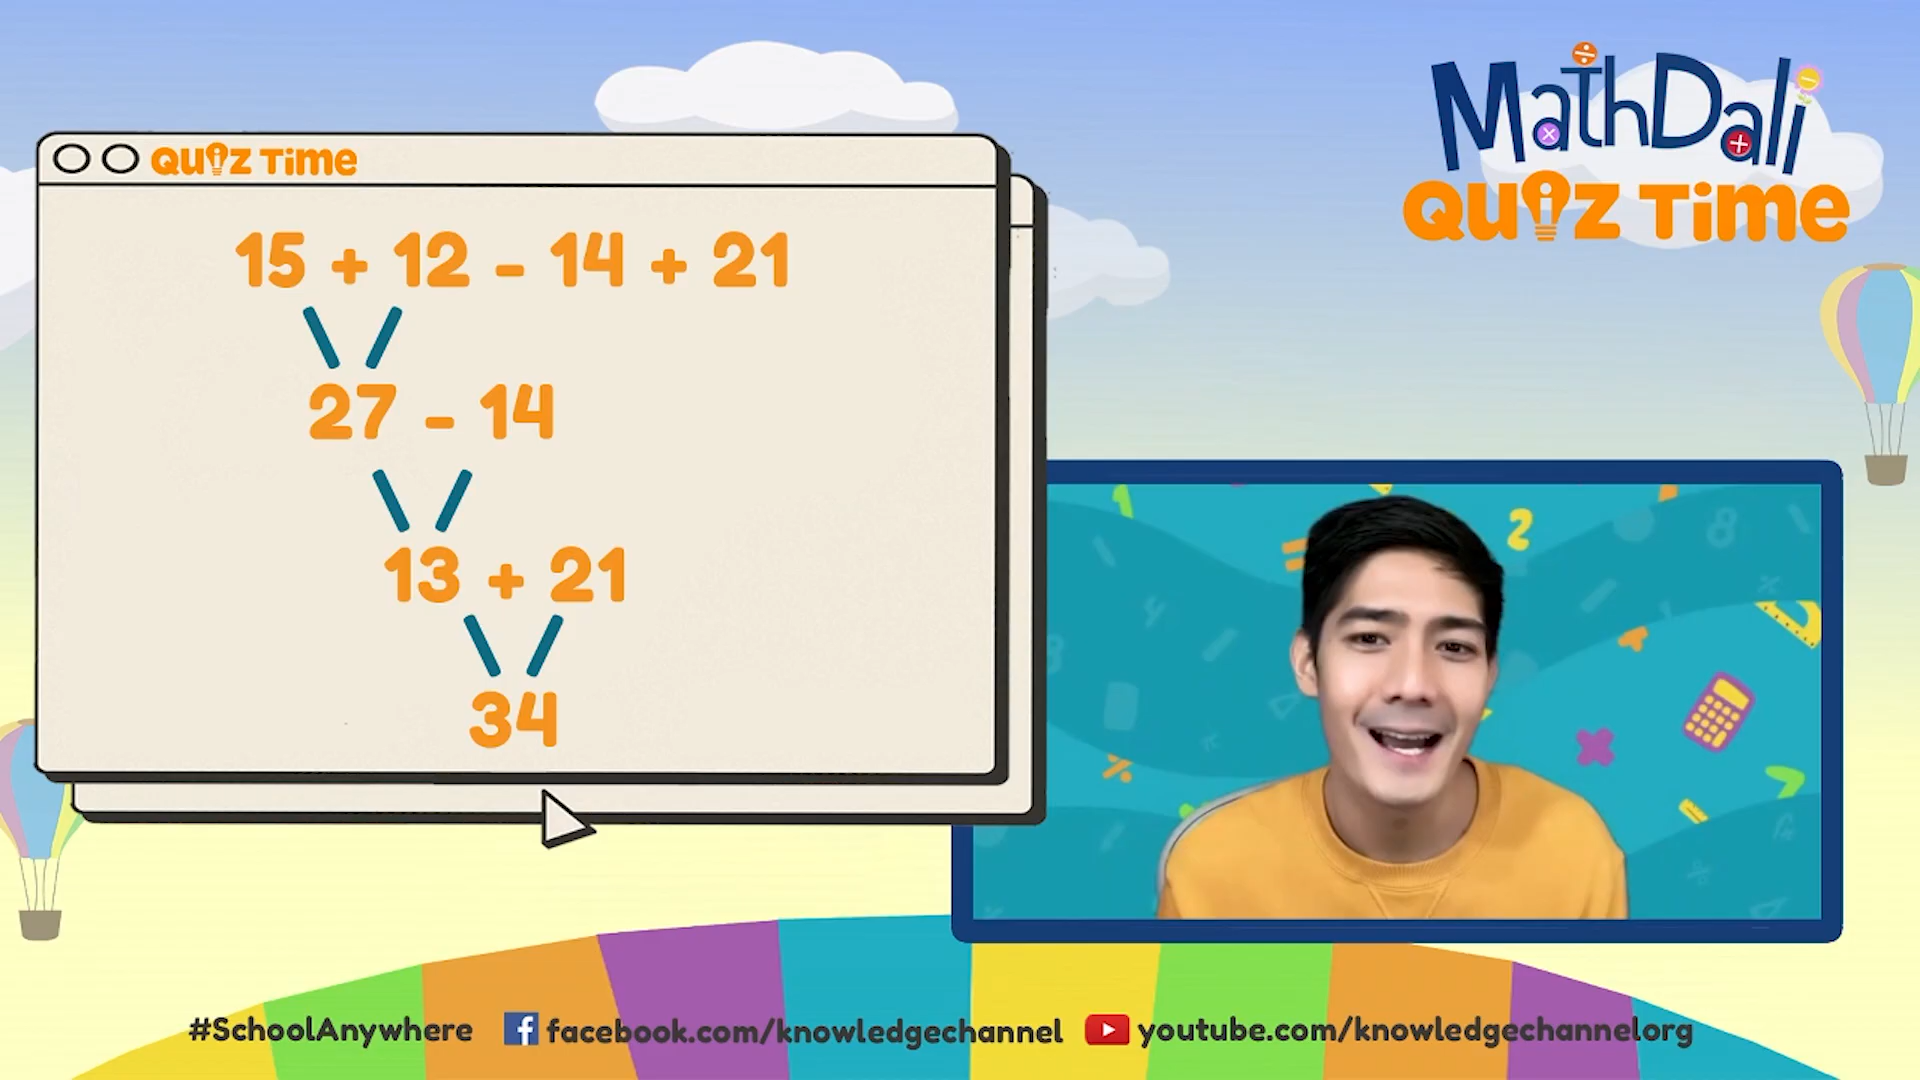 MathDali
QUIZ TIME
QUIZ TIME
15 + 12 - 14 + 21
27 - 14
13 + 21
34
#SchoolAnywhere facebook.com/knowledgechannel youtube.com/knowledgechannelorg